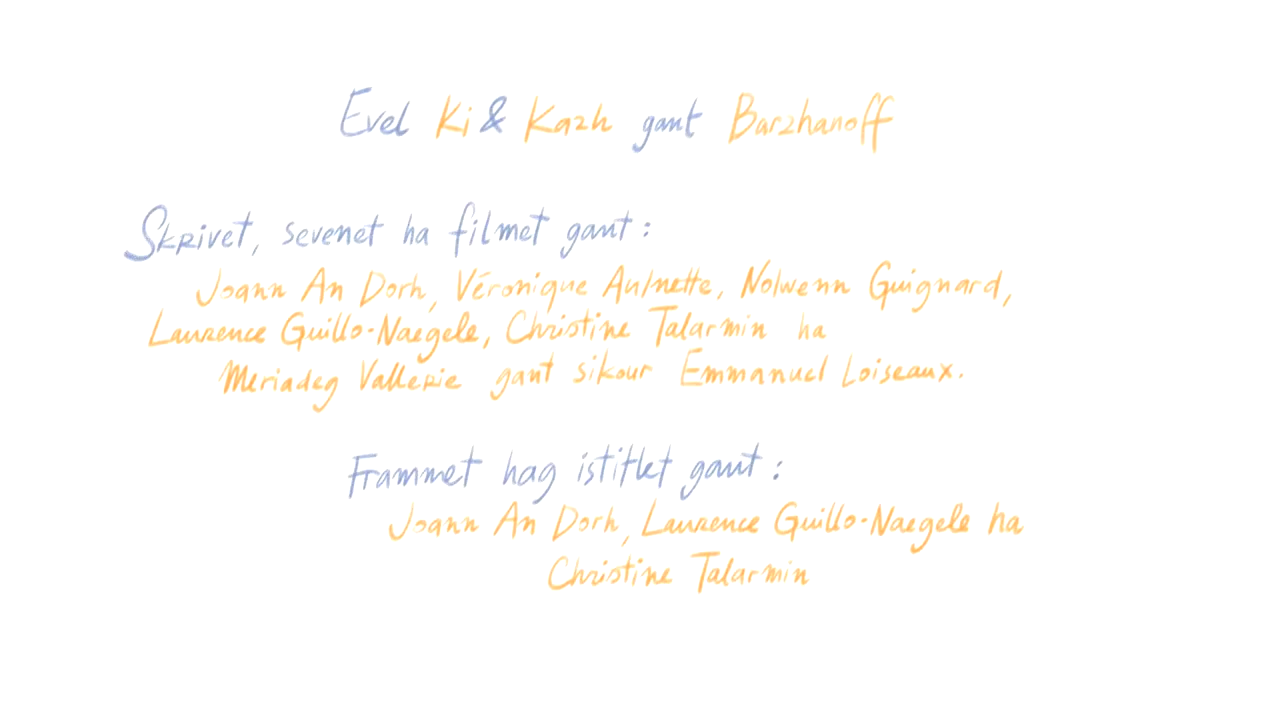 Evel Ki & Kazh gant Barzhanoff
Skrivet, sevenet ha filmet gant :
Joann An Dorh, Véronique Aulnette, Nolwenn Guignard,
Laurence Guillo-Naegele, Christine Talarmin ha
Meriadeg Vallerie gant sikour Emmanuel Loiseaux.
Frammet hag istitlet gant :
Joann An Dorh, Laurence Guillo-Naegele ha
Christine Talarmin